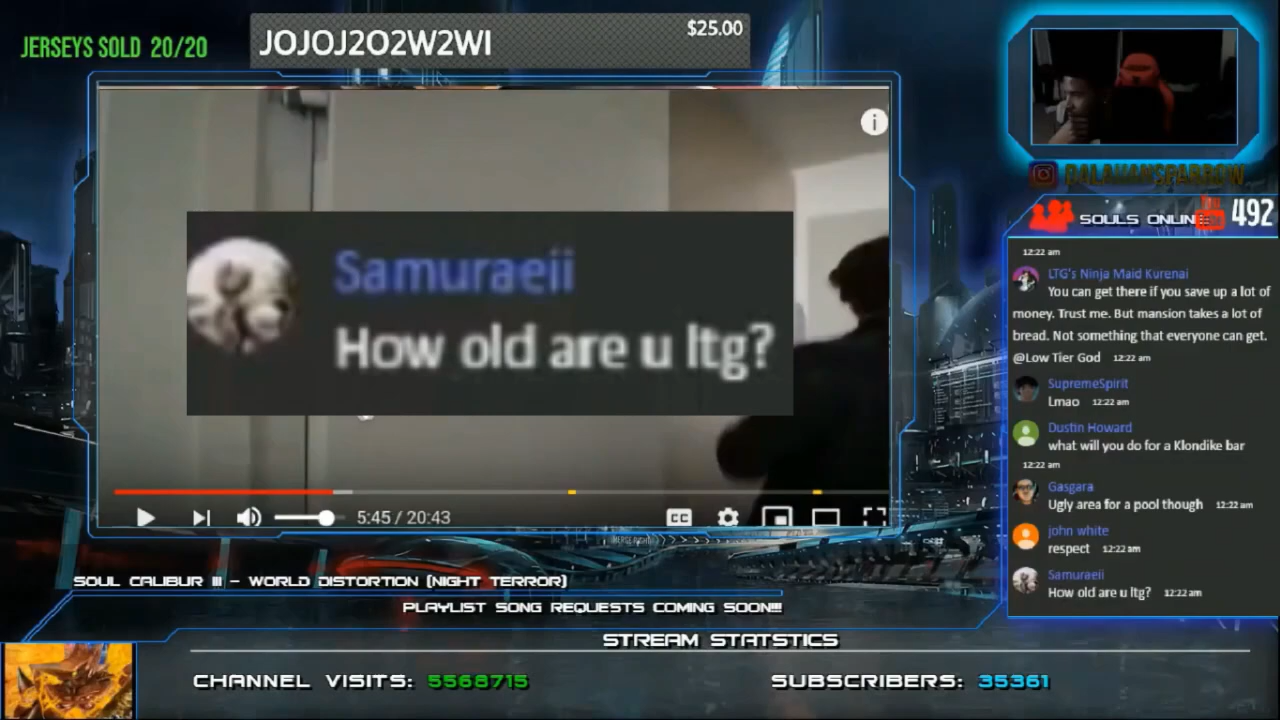 JERSEYS SOLD 20/20
JOJOJ2O2W2WI
$25.00
i
Samuraeii
How old are u ltg?
CC
5:45 / 20:43
SOUL CALIBUR III - WORLD DISTORTION (NIGHT TERROR)
PLAYLIST SONG REQUESTS COMING SOON!!!
DALAUANSPARROW
SOULS ONLINE
492
12:22 am
LTG's Ninja Maid Kurenai
You can get there if you save up a lot of
money. Trust me. But mansion takes a lot of
bread. Not something that everyone can get.
@Low Tier God 12:22 am
SupremeSpirit
Lmao 12:22 am
Dustin Howard
what will you do for a Klondike bar
12:22 am
Gasgara
Ugly area for a pool though 12:22 am
john white
respect 12:22 am
Samuraeii
How old are u ltg? 12:22 am
STREAM STATSTICS
CHANNEL VISITS: 5568715
SUBSCRIBERS: 35361